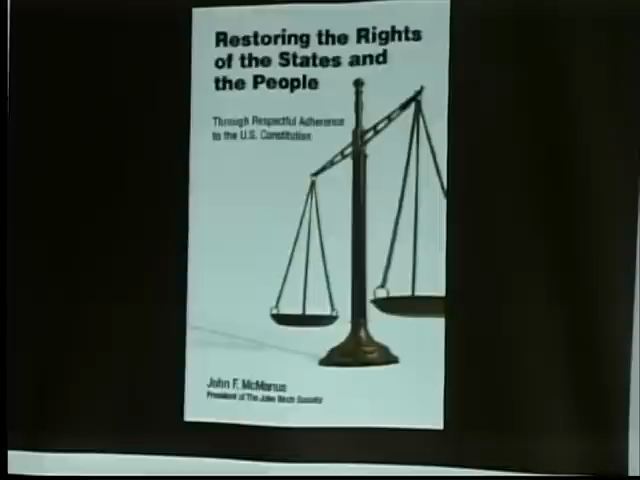 Restoring the Rights
of the States and
the People
Through Respectful Adherence
to the U.S. Constitution
John F. McManus
President of The John Birch Society